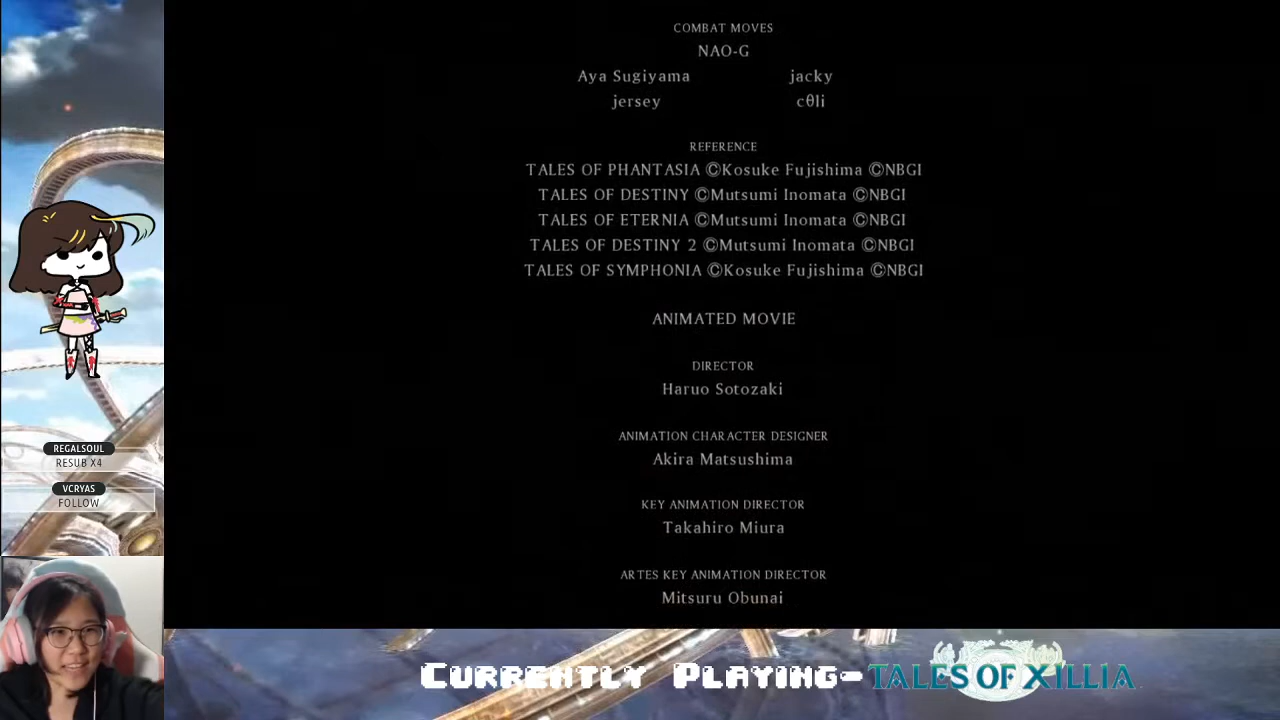 COMBAT MOVES
NAO-G
Aya Sugiyama jacky
jersey cθli
REFERENCE
TALES OF PHANTASIA ©Kosuke Fujishima ©NBGI
TALES OF DESTINY ©Mutsumi Inomata ©NBGI
TALES OF ETERNIA ©Mutsumi Inomata ©NBGI
TALES OF DESTINY 2 ©Mutsumi Inomata ©NBGI
TALES OF SYMPHONIA ©Kosuke Fujishima ©NBGI
ANIMATED MOVIE
DIRECTOR
Haruo Sotozaki
ANIMATION CHARACTER DESIGNER
Akira Matsushima
KEY ANIMATION DIRECTOR
Takahiro Miura
ARTES KEY ANIMATION DIRECTOR
Mitsuru Obunai
REGALSOUL
RESUB X4
VCRYAS
FOLLOW
CURRENTLY PLAYING- TALES OF XILLIA